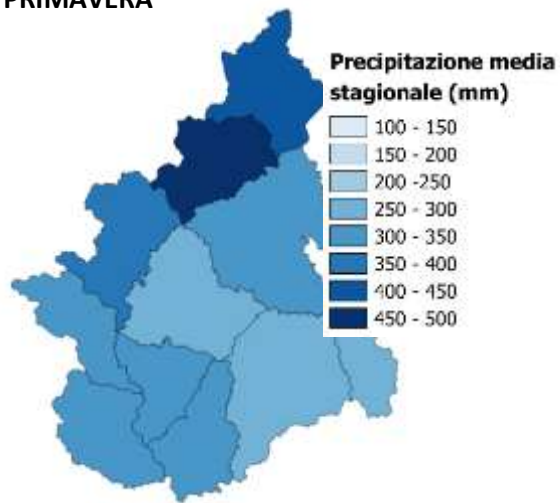 PRIMAVERA
Precipitazione media
stagionale (mm)
100 - 150
150 - 200
200 -250
250 - 300
300 - 350
350 - 400
400 - 450
450 - 500